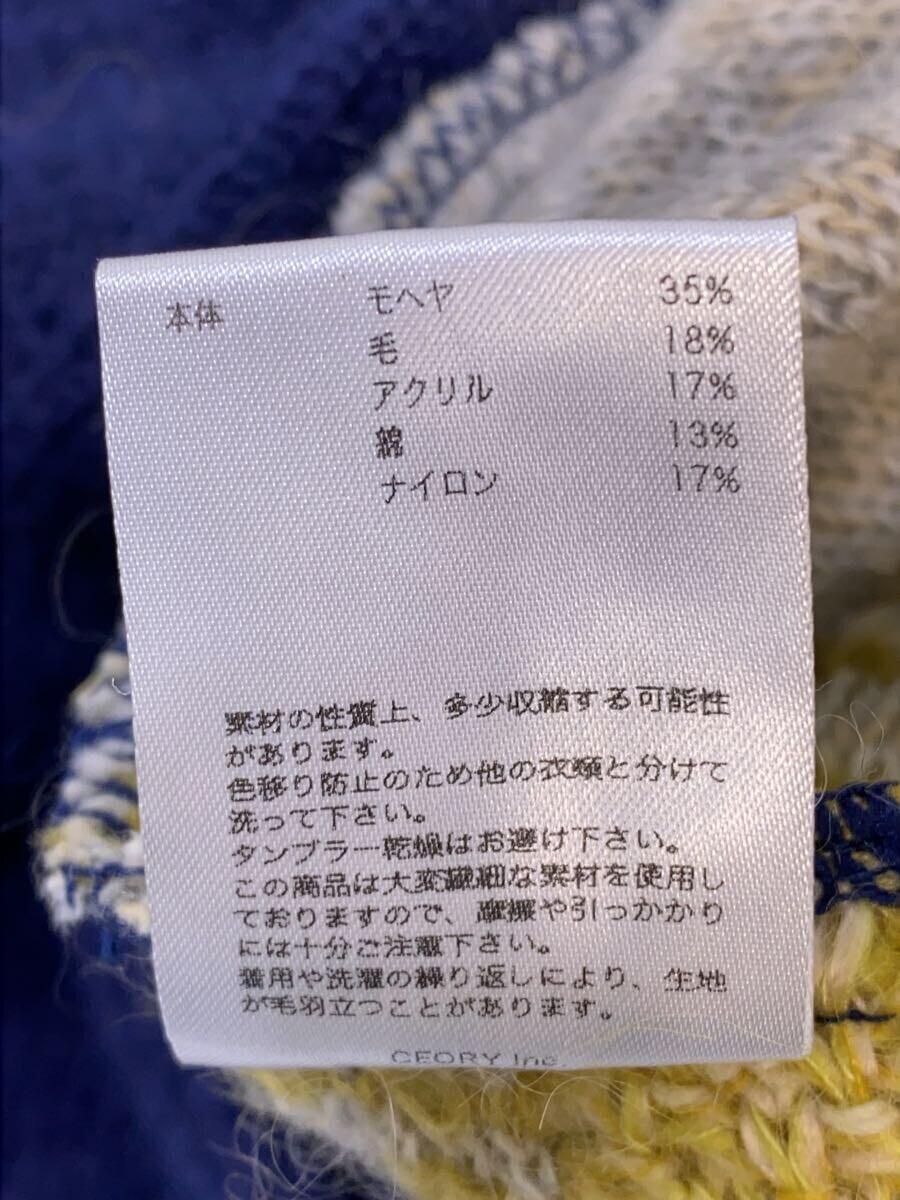 本体 モヘヤ 35%
毛 18%
アクリル 17%
綿 13%
ナイロン 17%
素材の性質上、多少収縮する可能性
があります。
色移り防止のため他の衣類と分けて
洗って下さい。
タンブラー乾燥はお避け下さい。
この商品は大変繊細な素材を使用し
ておりますので、摩擦や引っかかり
には十分ご注意下さい。
着用や洗濯の繰り返しにより、生地
が毛羽立つことがあります。
CEORY Inc.